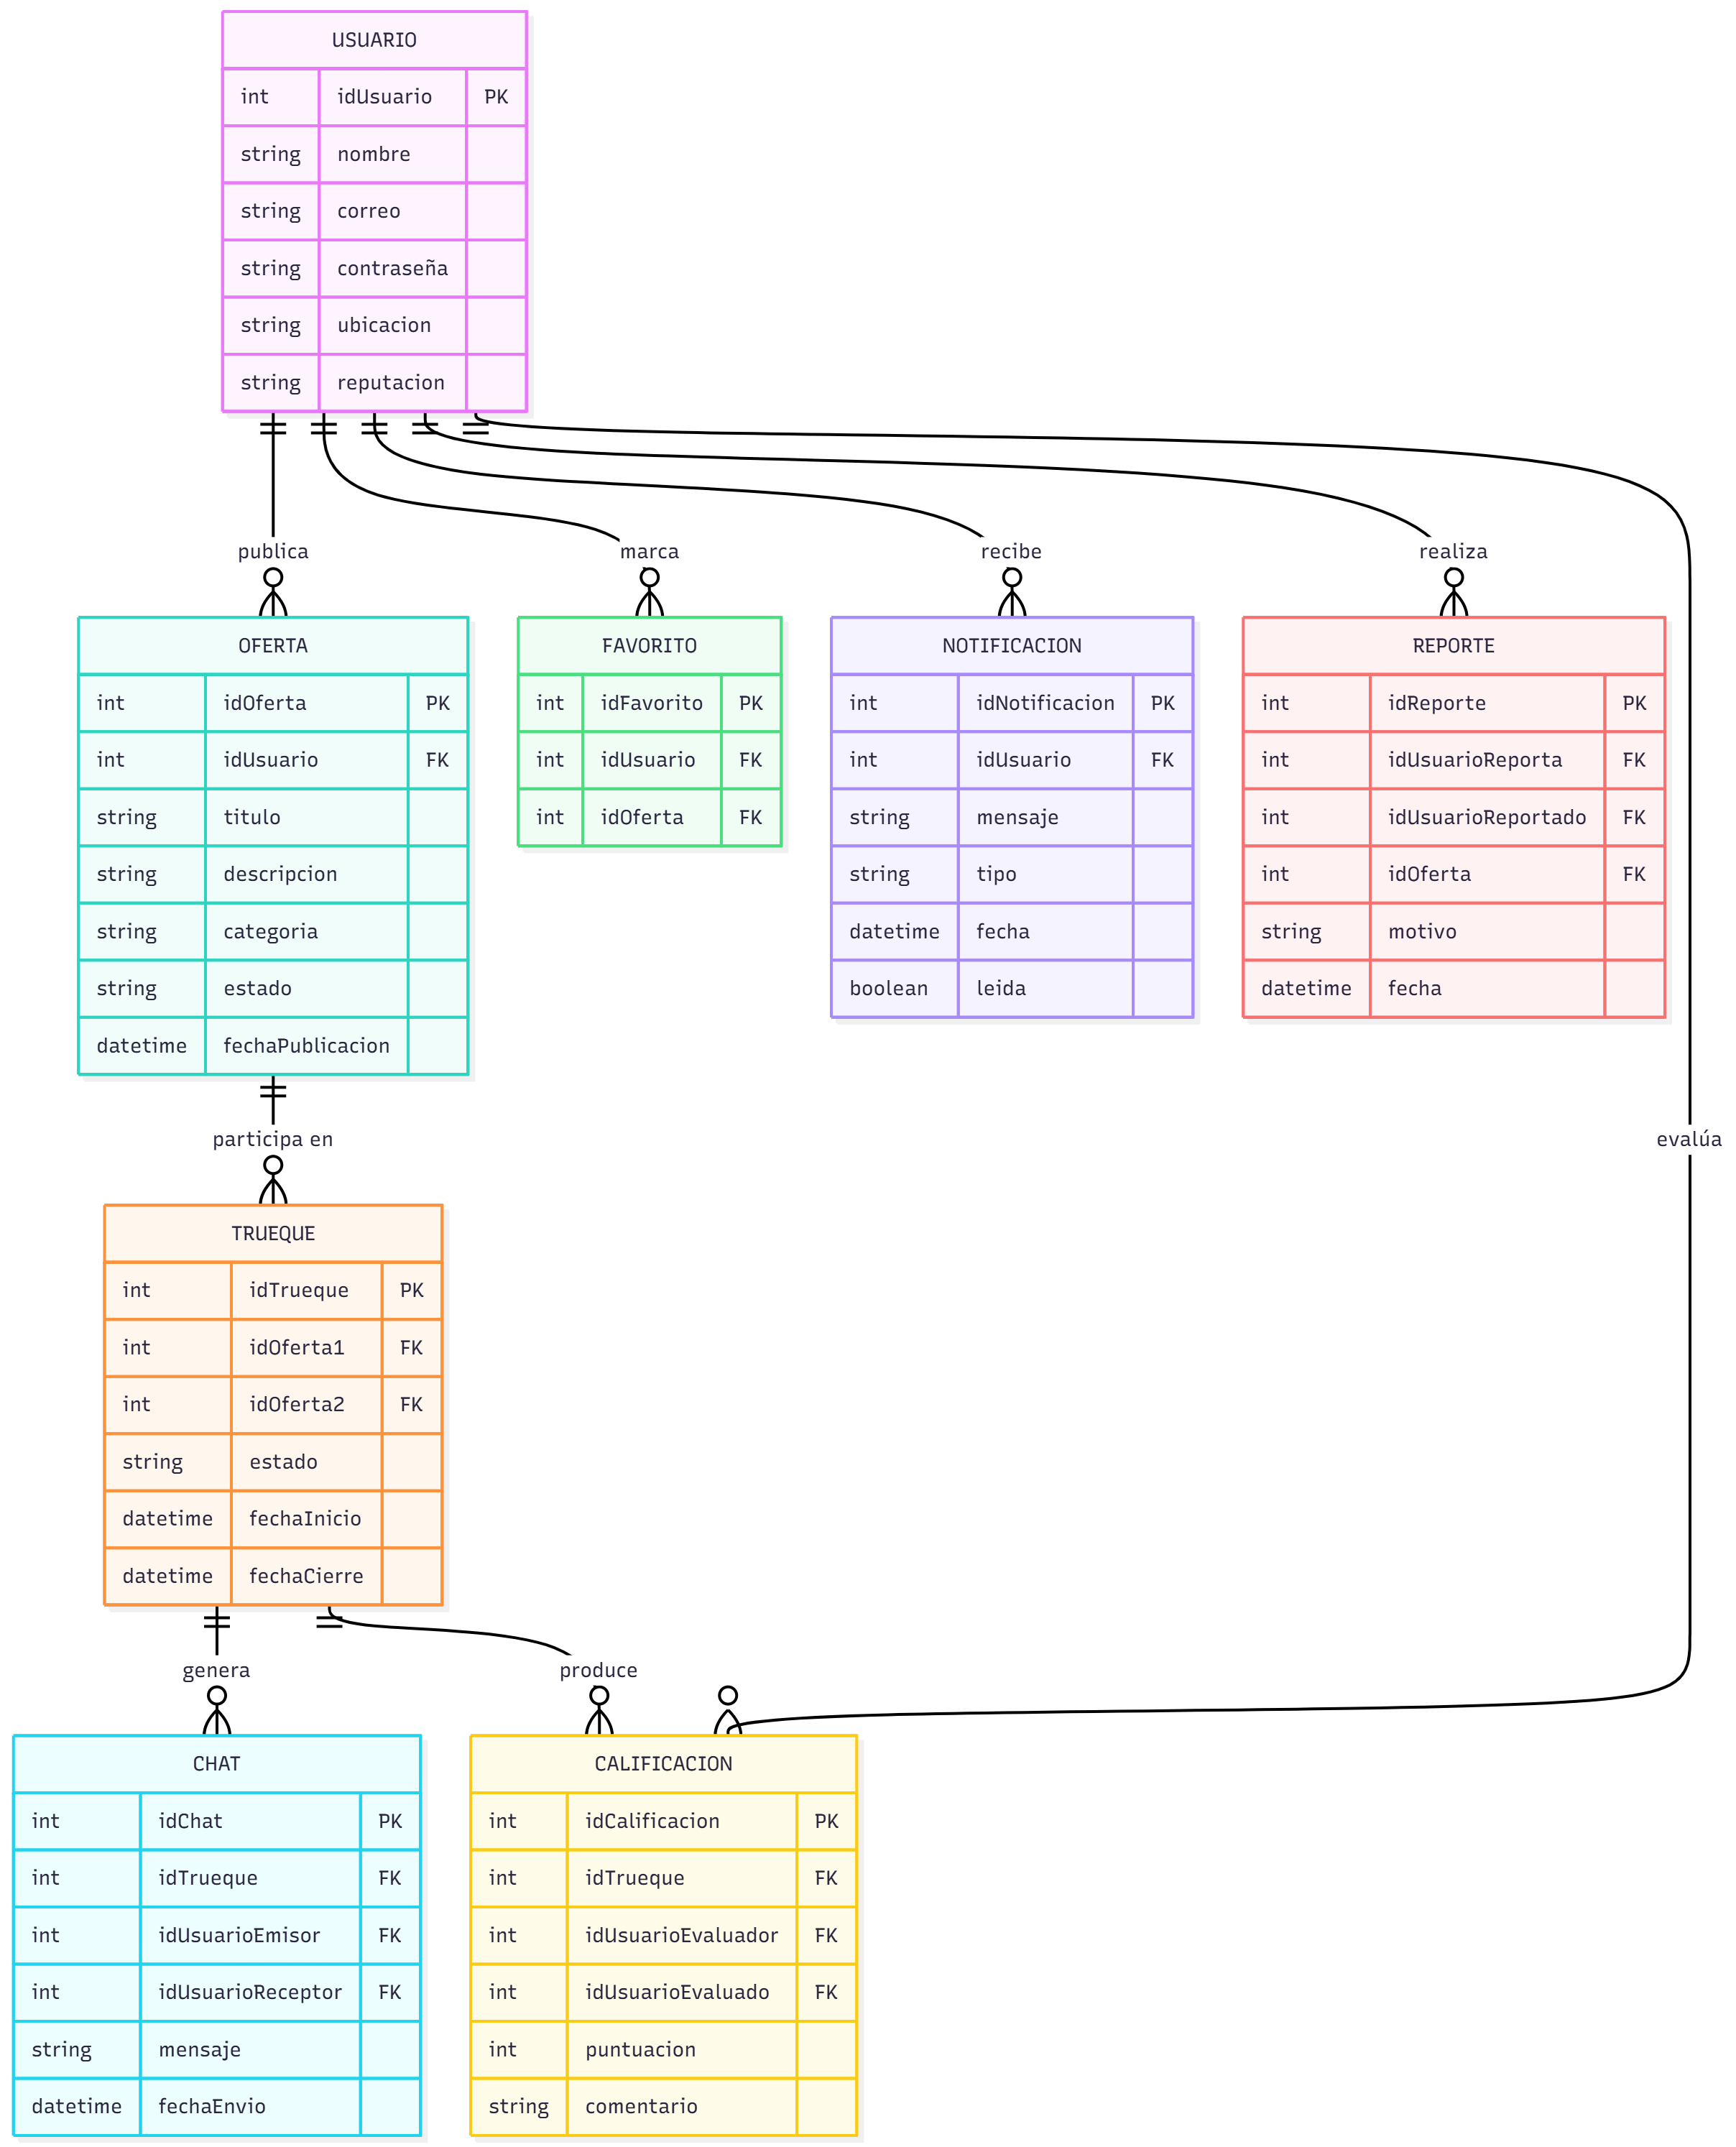 USUARIO
int idUsuario PK
string nombre
string correo
string contraseña
string ubicacion
string reputacion
publica
marca
recibe
realiza
OFERTA
int idOferta PK
int idUsuario FK
string titulo
string descripcion
string categoria
string estado
datetime fechaPublicacion
FAVORITO
int idFavorito PK
int idUsuario FK
int idOferta FK
NOTIFICACION
int idNotificacion PK
int idUsuario FK
string mensaje
string tipo
datetime fecha
boolean leida
REPORTE
int idReporte PK
int idUsuarioReporta FK
int idUsuarioReportado FK
int idOferta FK
string motivo
datetime fecha
participa en
evalúa
TRUEQUE
int idTrueque PK
int idOferta1 FK
int idOferta2 FK
string estado
datetime fechaInicio
datetime fechaCierre
genera
produce
CHAT
int idChat PK
int idTrueque FK
int idUsuarioEmisor FK
int idUsuarioReceptor FK
string mensaje
datetime fechaEnvio
CALIFICACION
int idCalificacion PK
int idTrueque FK
int idUsuarioEvaluador FK
int idUsuarioEvaluado FK
int puntuacion
string comentario